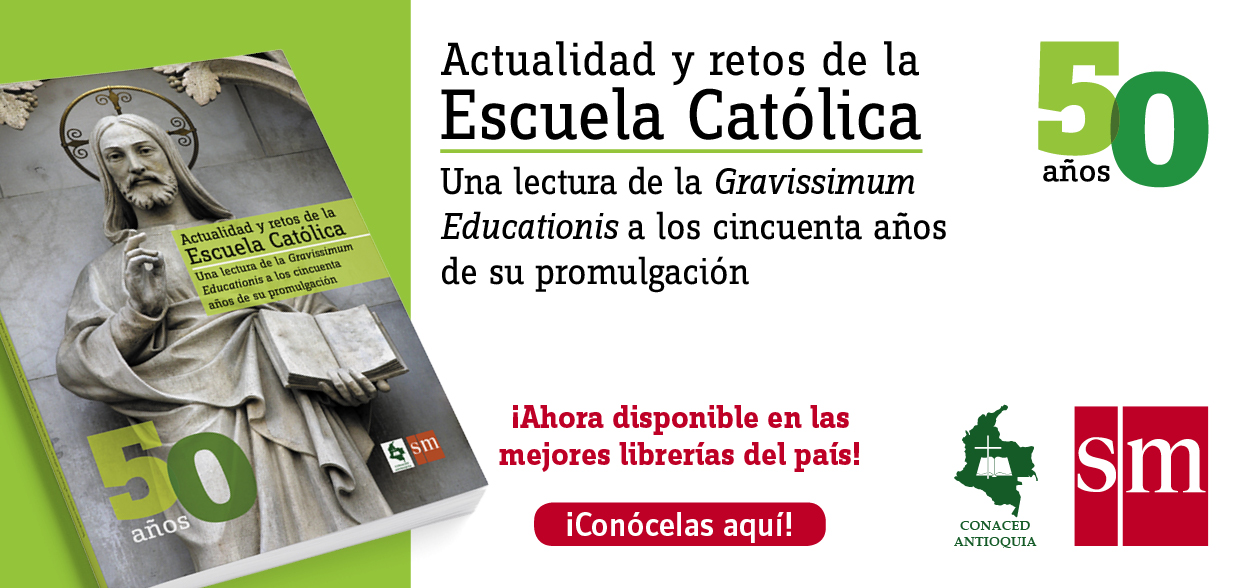 Actualidad y retos de la
Escuela Católica
Una lectura de la Gravissimum
Educationis a los cincuenta
años de su promulgación
50
años
sm
Actualidad y retos de la
Escuela Católica
Una lectura de la Gravissimum
Educationis a los cincuenta años
de su promulgación
50
años
¡Ahora disponible en las
mejores librerías del país!
¡Conócelas aquí!
CONACED
ANTIOQUIA
sm